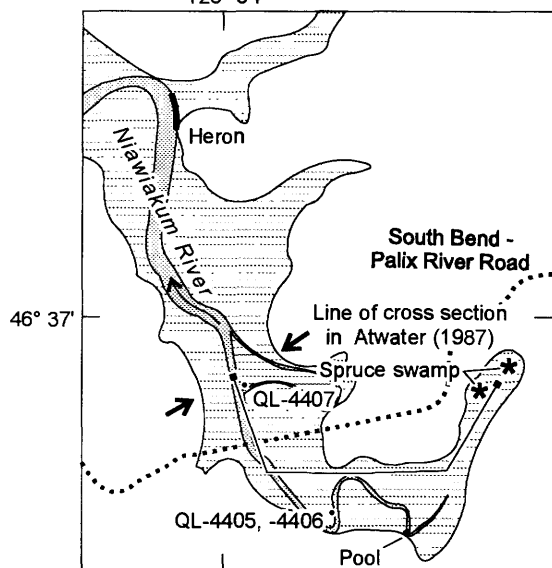 Heron
Niawiakum River
South Bend -
Palix River Road
46° 37'
Line of cross section
in Atwater (1987)
Spruce swamp
QL-4407
QL-4405, -4406
Pool